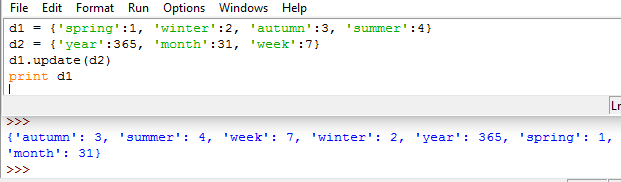 File Edit Format Run Options Windows Help
d1 = {'spring':1, 'winter':2, 'autumn':3, 'summer':4}
d2 = {'year':365, 'month':31, 'week':7}
d1.update(d2)
print d1
Ln
>>>
{'autumn': 3, 'summer': 4, 'week': 7, 'winter': 2, 'year': 365, 'spring': 1,
'month': 31}
>>>